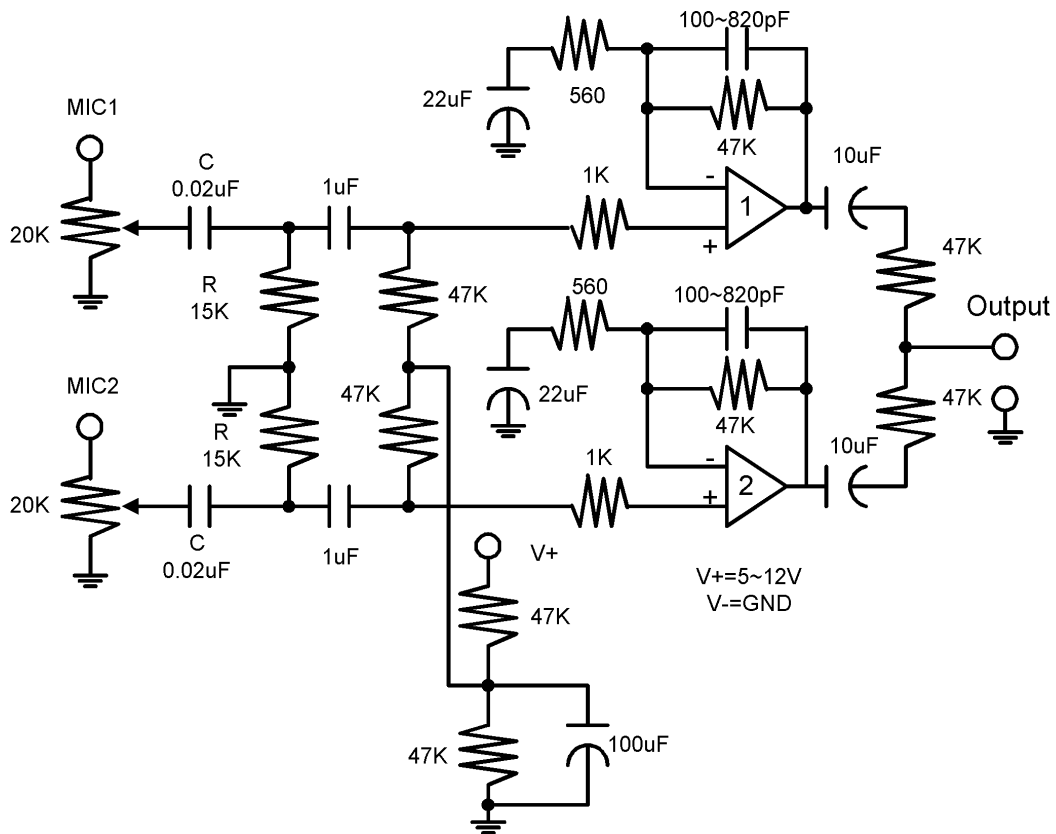 100~820pF
560
22uF
47K
MIC1
C
0.02uF
1uF
1K
10uF
-
1
+
20K
R
15K
47K
47K
560
100~820pF
Output
MIC2
47K
22uF
47K
47K
R
15K
1K
10uF
-
2
+
20K
C
0.02uF
1uF
V+
V+=5~12V
V-=GND
47K
47K
100uF